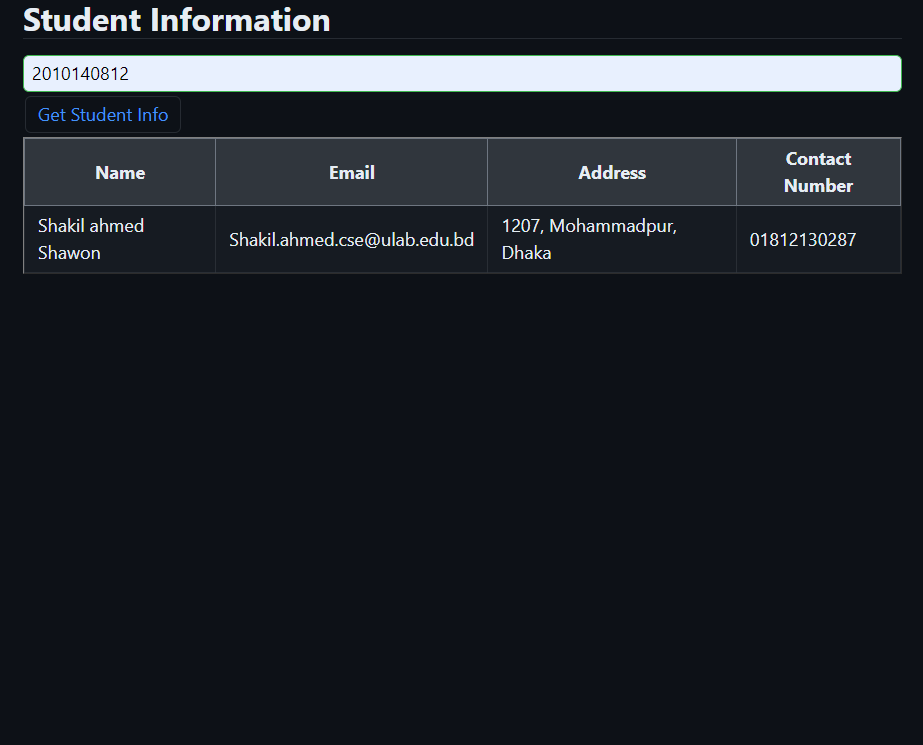 Student Information
2010140812
Get Student Info
Name Email Address Contact
Number
Shakil ahmed
Shawon
Shakil.ahmed.cse@ulab.edu.bd
1207, Mohammadpur,
Dhaka
01812130287